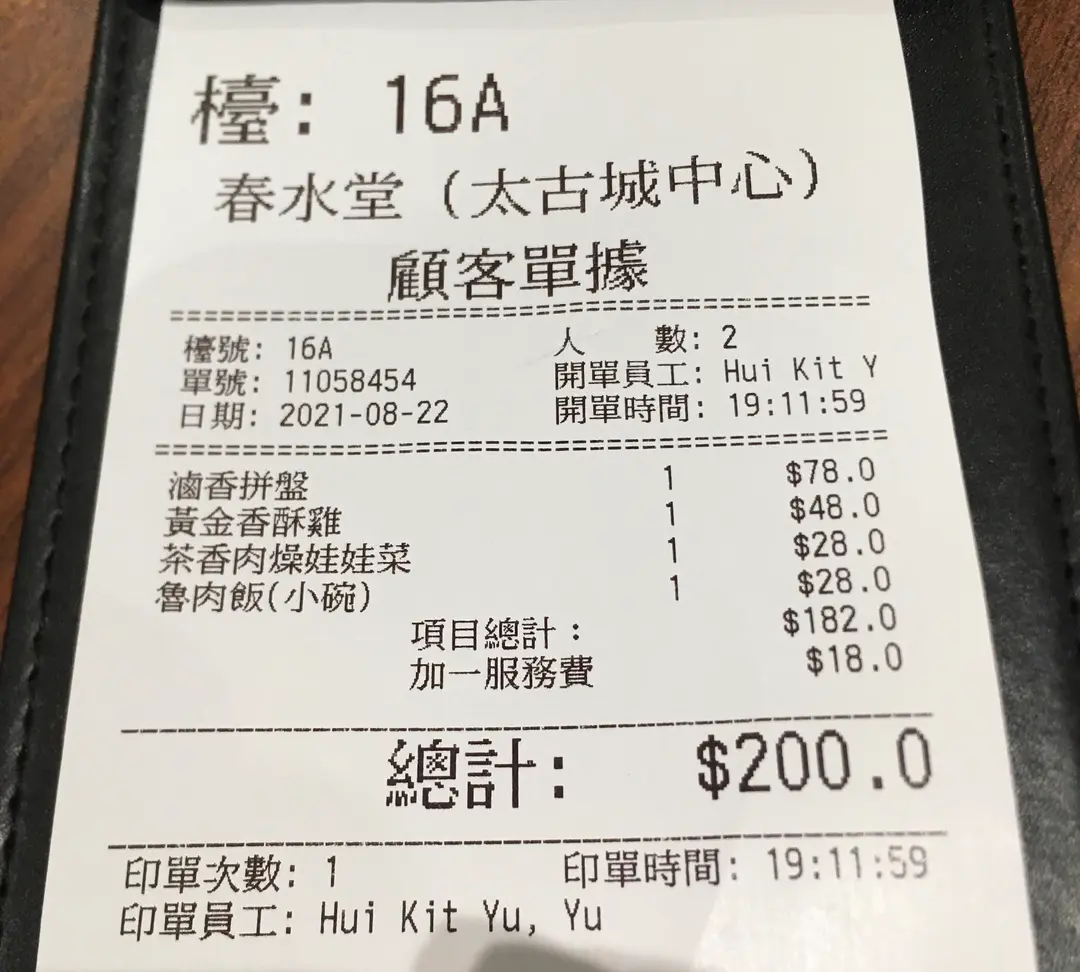 檯: 16A
春水堂 (太古城中心)
顧客單據
檯號: 16A 人 數: 2
單號: 11058454 開單員工: Hui Kit Y
日期: 2021-08-22 開單時間: 19:11:59
滷香拼盤 1 $78.0
黃金香酥雞 1 $48.0
茶香肉燥娃娃菜 1 $28.0
魯肉飯(小碗) 1 $28.0
項目總計: $182.0
加一服務費 $18.0
總計: $200.0
印單次數: 1 印單時間: 19:11:59
印單員工: Hui Kit Yu, Yu